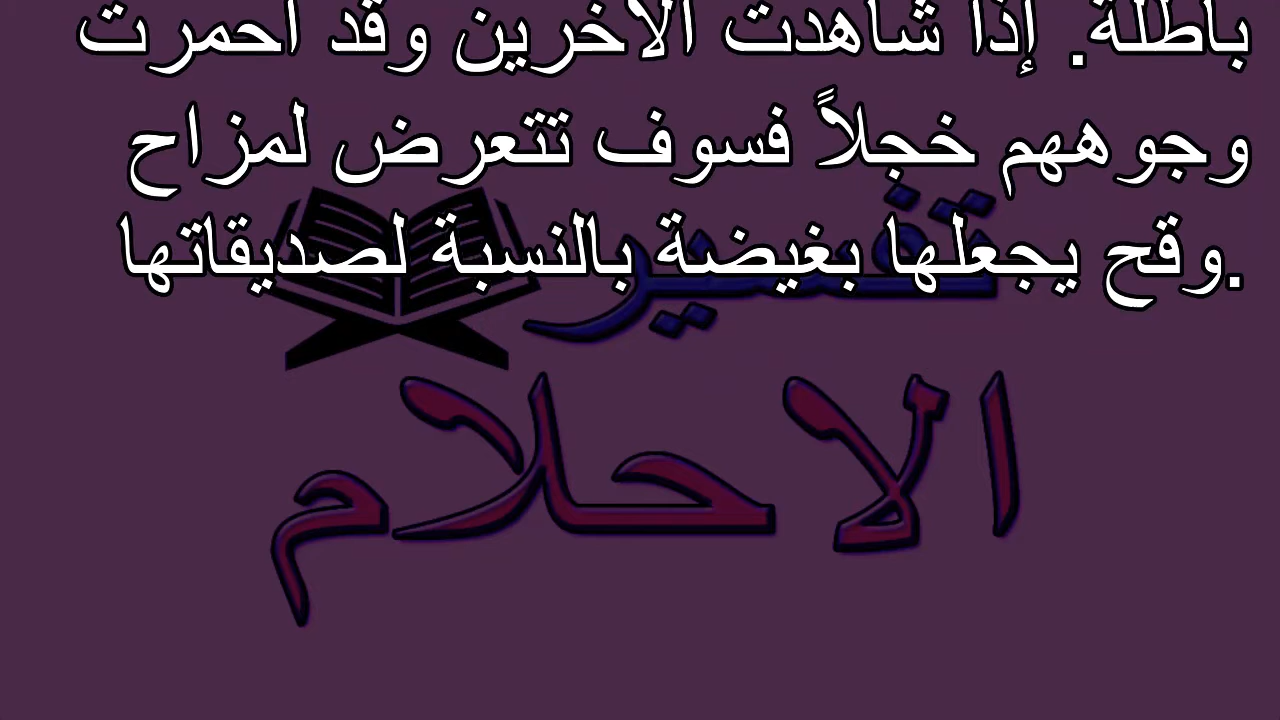 باطلة. إذا شاهدت الآخرين وقد احمرت
وجوههم خجلاً فسوف تتعرض لمزاح
وقح يجعلها بغيضة بالنسبة لصديقاتها.
تفسير
الاحلام